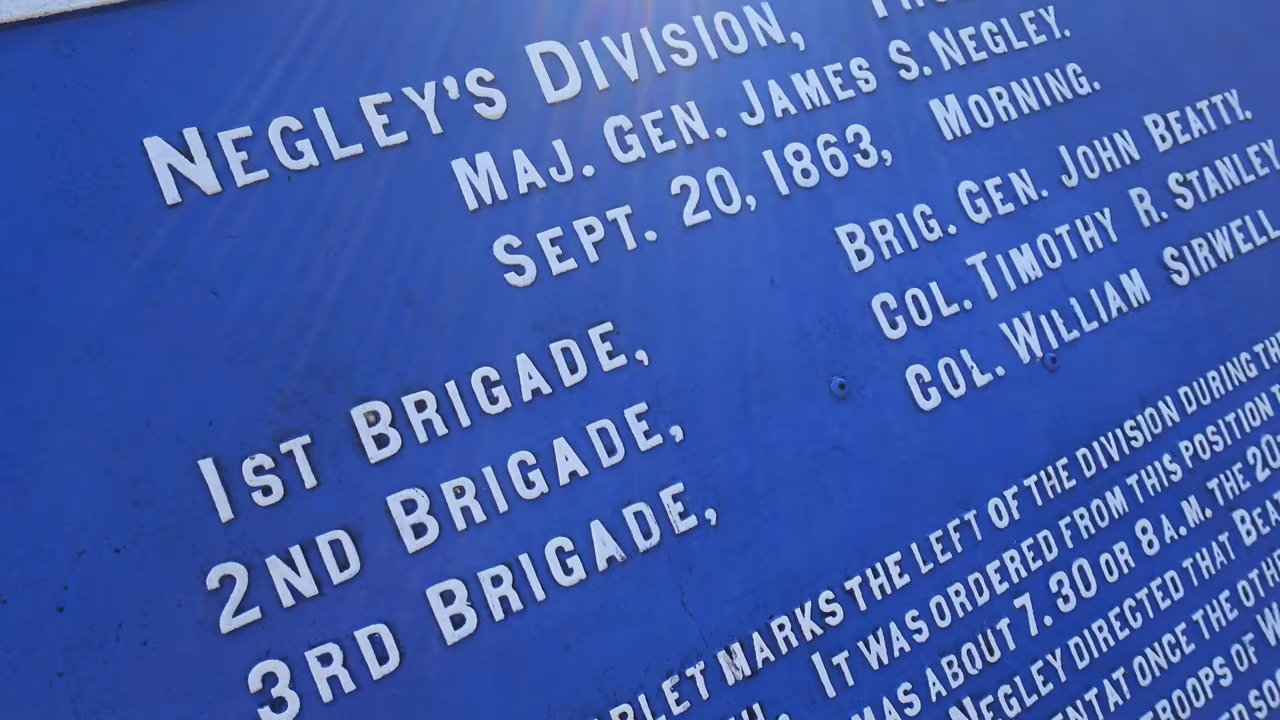 NEGLEY'S DIVISION,
MAJ. GEN. JAMES S. NEGLEY.
SEPT. 20, 1863, MORNING.
1ST BRIGADE, BRIG. GEN. JOHN BEATTY.
2ND BRIGADE, COL. TIMOTHY R. STANLEY
3RD BRIGADE, COL. WILLIAM SIRWELL
MARKS THE LEFT OF THE DIVISION DURING
IT WAS ORDERED FROM THIS POSITION
ABOUT 7.30 OR 8 A.M. THE
NEGLEY DIRECTED THAT
AT ONCE THE
TROOPS OF